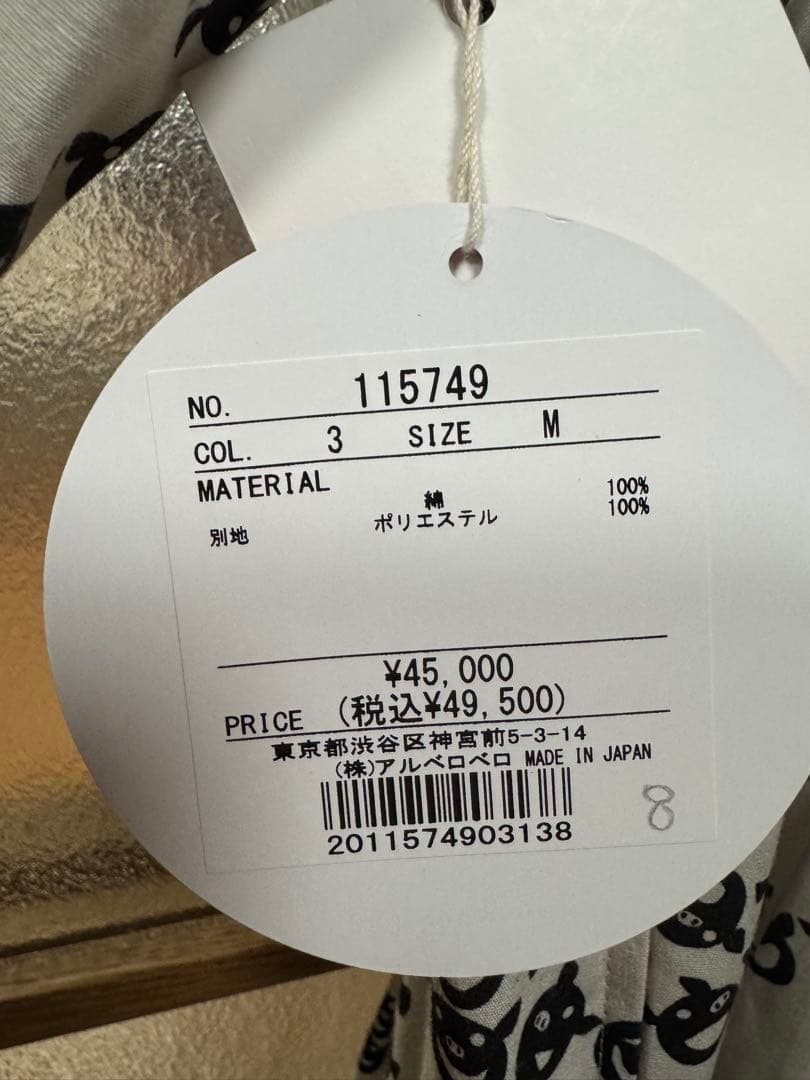 NO. 115749
COL. 3 SIZE M
MATERIAL
綿 100%
別地 ポリエステル 100%
¥45,000
PRICE (税込¥49,500)
東京都渋谷区神宮前5-3-14
(株)アルベロベロ MADE IN JAPAN
2011574903138
8